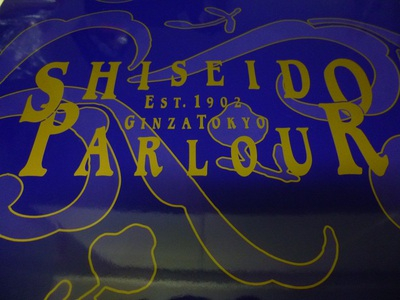 SHISEIDO
EST. 1902
GINZA TOKYO
PARLOUR